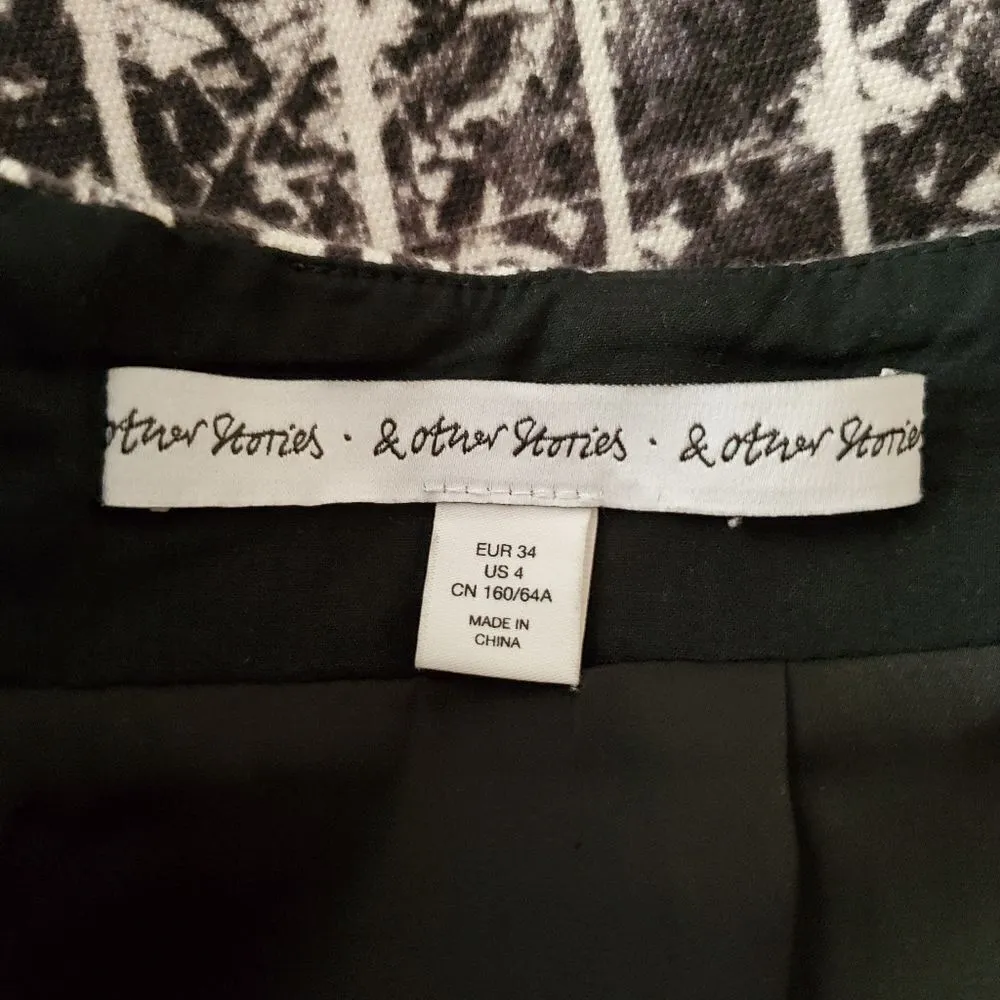 other Stories · & other Stories · & other Stories
EUR 34
US 4
CN 160/64A
MADE IN
CHINA